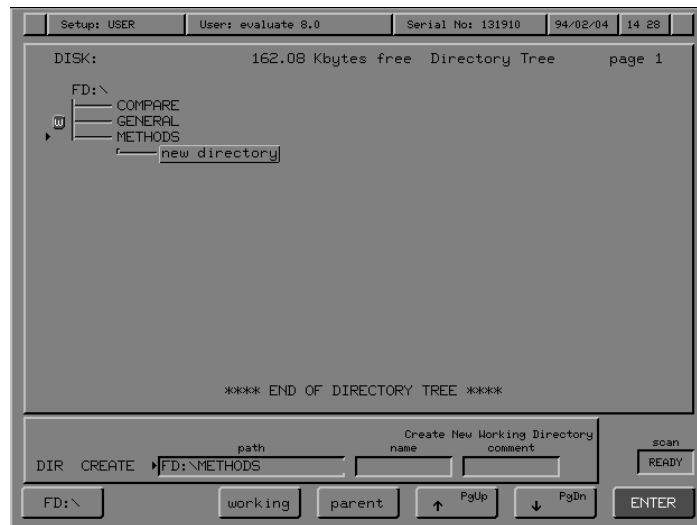 Setup: USER User: evaluate 8.0 Serial No: 131910 94/02/04 14 28
DISK: 162.08 Kbytes free Directory Tree page 1
FD:\
COMPARE
W GENERAL
METHODS
new directory
**** END OF DIRECTORY TREE ****
Create New Working Directory
path name comment scan
DIR CREATE FD:\METHODS READY
FD:\ working parent ↑ PgUp ↓ PgDn ENTER